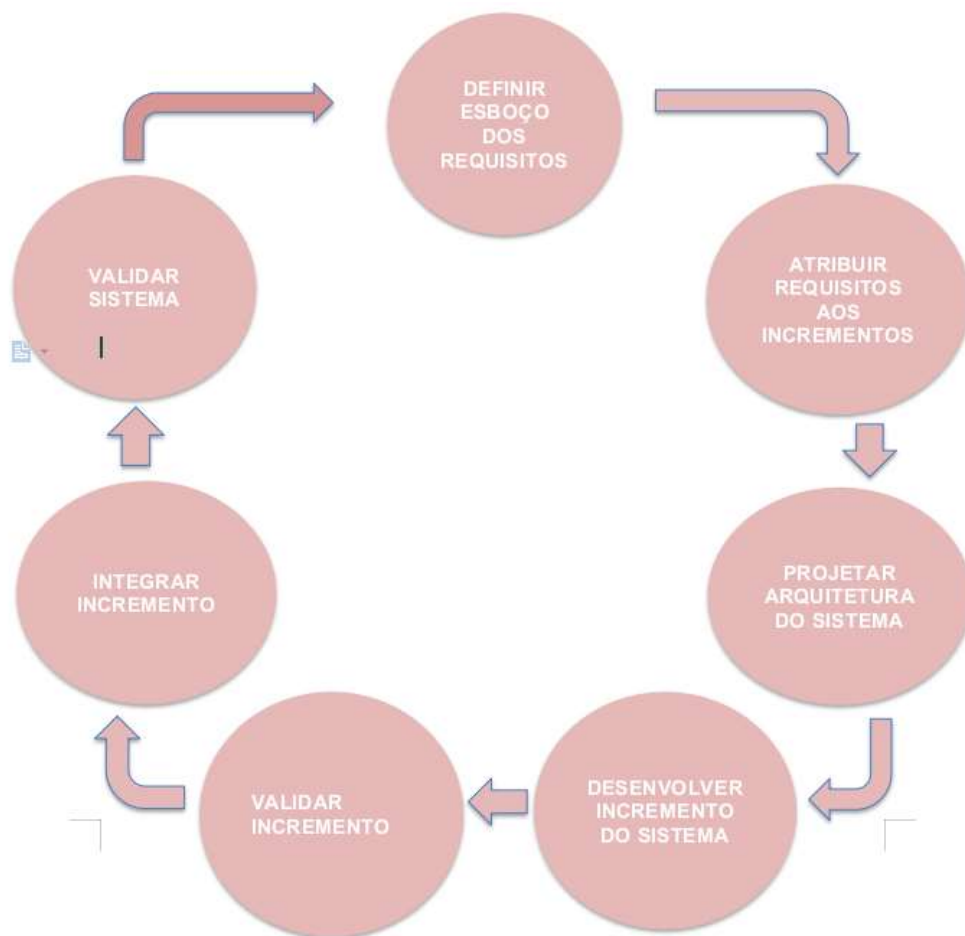 DEFINIR
ESBOÇO
DOS
REQUISITOS
ATRIBUIR
REQUISITOS
AOS
INCREMENTOS
PROJETAR
ARQUITETURA
DO SISTEMA
DESENVOLVER
INCREMENTO
DO SISTEMA
VALIDAR
INCREMENTO
INTEGRAR
INCREMENTO
VALIDAR
SISTEMA